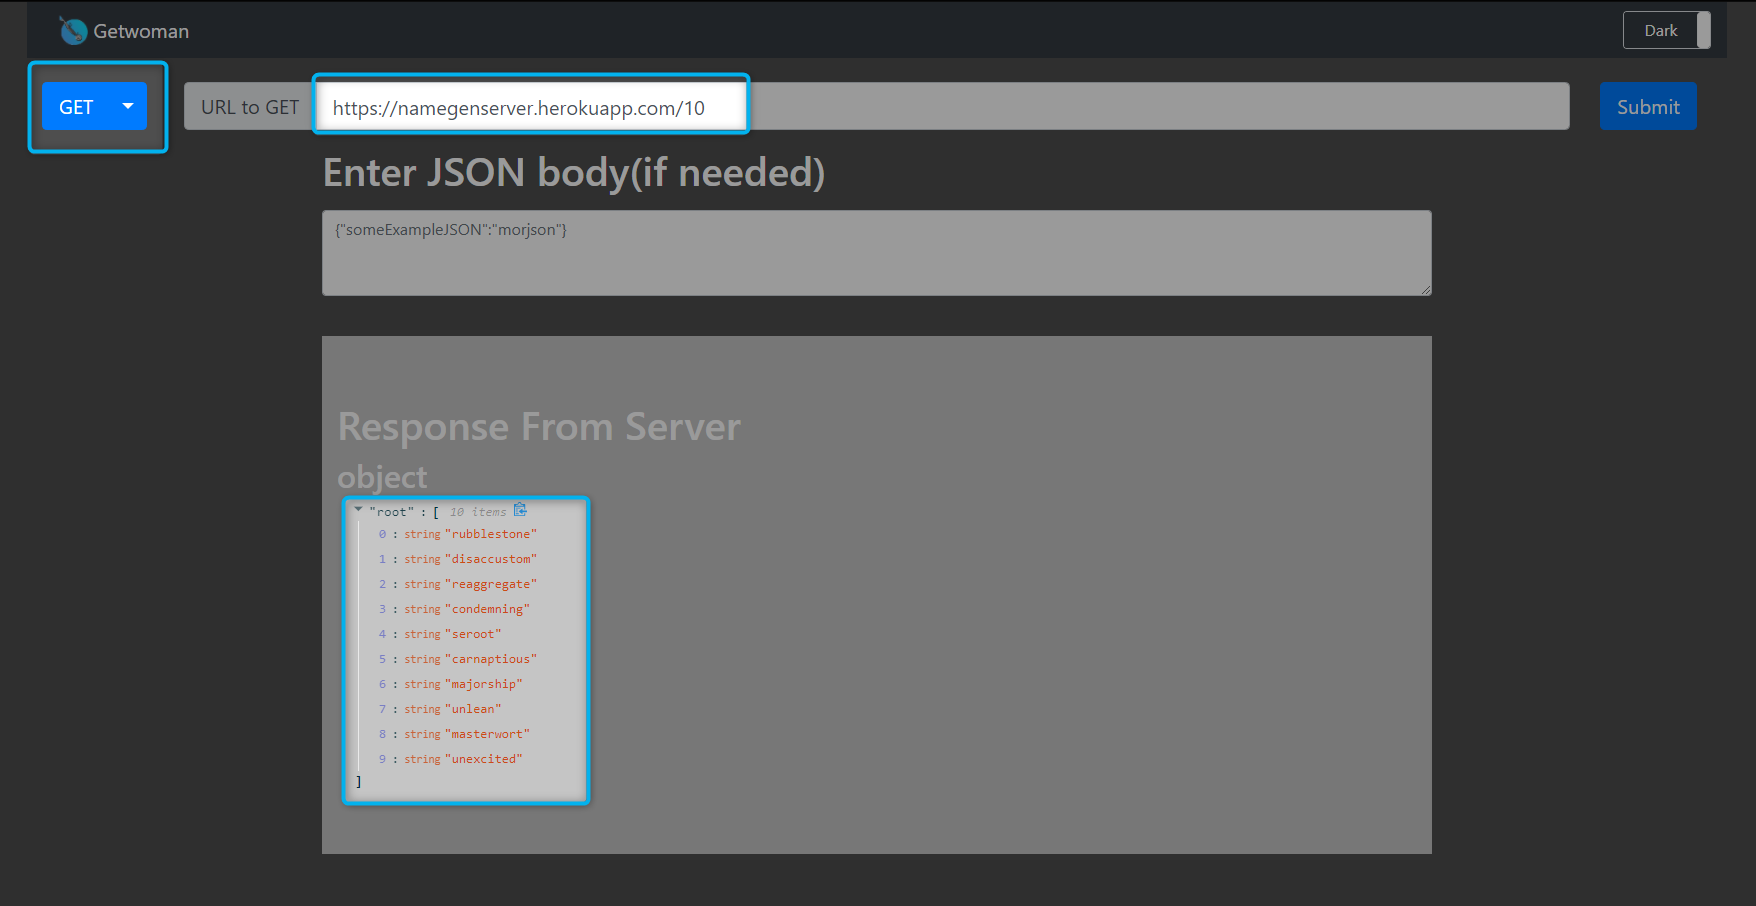 Getwoman
Dark
GET
URL to GET
https://namegenserver.herokuapp.com/10
Submit
Enter JSON body(if needed)
{"someExampleJSON":"morjson"}
Response From Server
object
"root" : [ 10 items
0 : string "rubblestone"
1 : string "disaccustom"
2 : string "reaggregate"
3 : string "condemning"
4 : string "seroot"
5 : string "carnaptious"
6 : string "majorship"
7 : string "unlean"
8 : string "masterwort"
9 : string "unexcited"
]